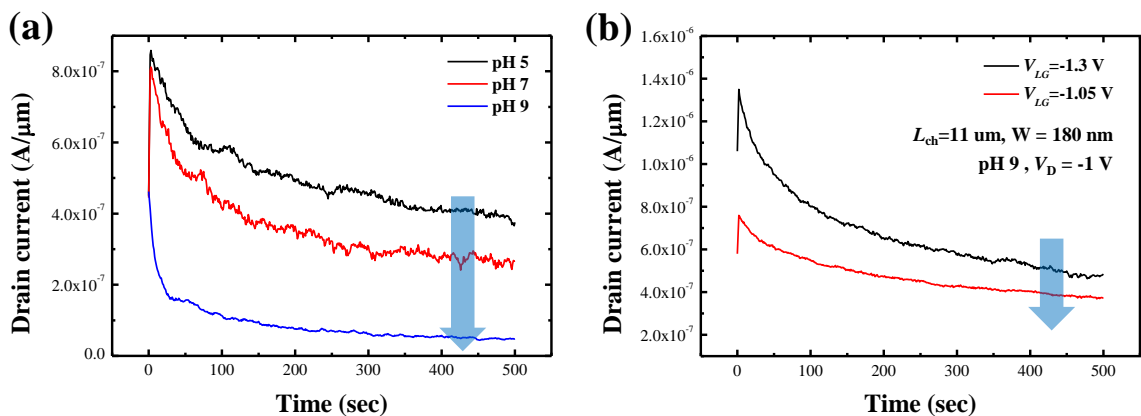 (a)
Drain current (A/μm)
8.0x10⁻⁷
6.0x10⁻⁷
4.0x10⁻⁷
2.0x10⁻⁷
0.0
pH 5
pH 7
pH 9
0 100 200 300 400 500
Time (sec)
(b)
Drain current (A/μm)
1.6x10⁻⁶
1.4x10⁻⁶
1.2x10⁻⁶
1.0x10⁻⁶
8.0x10⁻⁷
6.0x10⁻⁷
4.0x10⁻⁷
2.0x10⁻⁷
V_LG=-1.3 V
V_LG=-1.05 V
L_ch=11 um, W = 180 nm
pH 9 , V_D = -1 V
0 100 200 300 400 500
Time (sec)